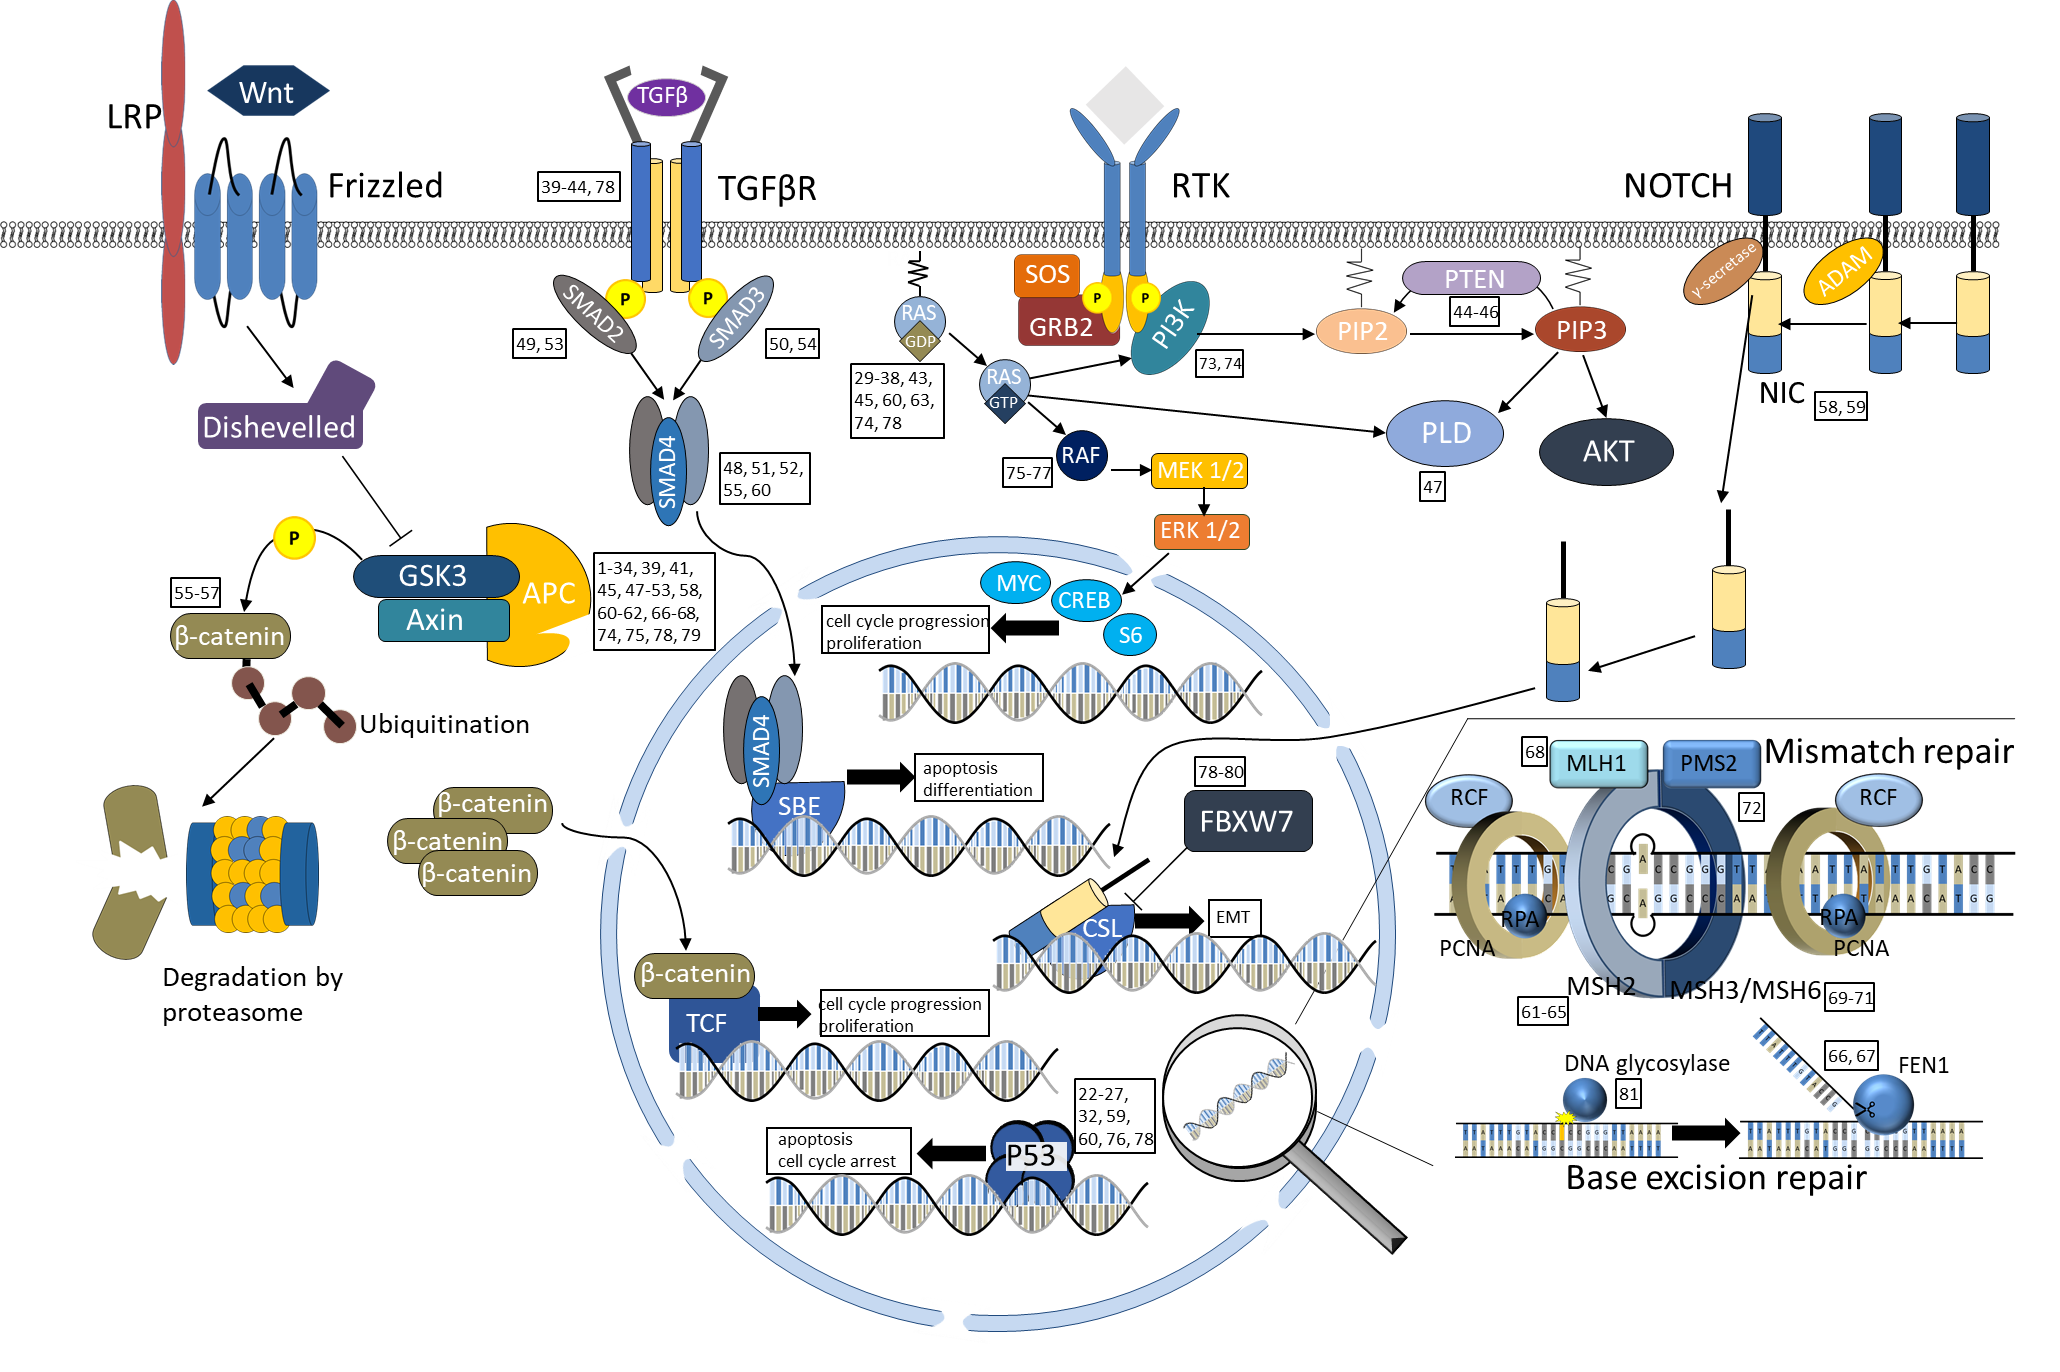 LRP
Wnt
Frizzled
TGFβ
39-44, 78
TGFβR
RTK
NOTCH
γ-secretase
ADAM
P
P
SMAD2
SMAD3
49, 53
50, 54
RAS
GDP
29-38, 43,
45, 60, 63,
74, 78
RAS
GTP
SOS
GRB2
P
P
PI3K
73, 74
PIP2
PTEN
44-46
PIP3
NIC
58, 59
Dishevelled
SMAD4
48, 51, 52,
55, 60
75-77
RAF
MEK 1/2
ERK 1/2
PLD
47
AKT
P
GSK3
Axin
APC
1-34, 39, 41,
45, 47-53, 58,
60-62, 66-68,
74, 75, 78, 79
55-57
β-catenin
Ubiquitination
Degradation by
proteasome
β-catenin
β-catenin
β-catenin
MYC
CREB
S6
cell cycle progression
proliferation
SMAD4
SBE
apoptosis
differentiation
78-80
FBXW7
CSL
EMT
β-catenin
TCF
cell cycle progression
proliferation
22-27,
32, 59,
60, 76, 78
P53
apoptosis
cell cycle arrest
68
MLH1
PMS2
Mismatch repair
RCF
72
RCF
RPA
RPA
PCNA
PCNA
MSH2
MSH3/MSH6
69-71
61-65
DNA glycosylase
81
66, 67
FEN1
Base excision repair